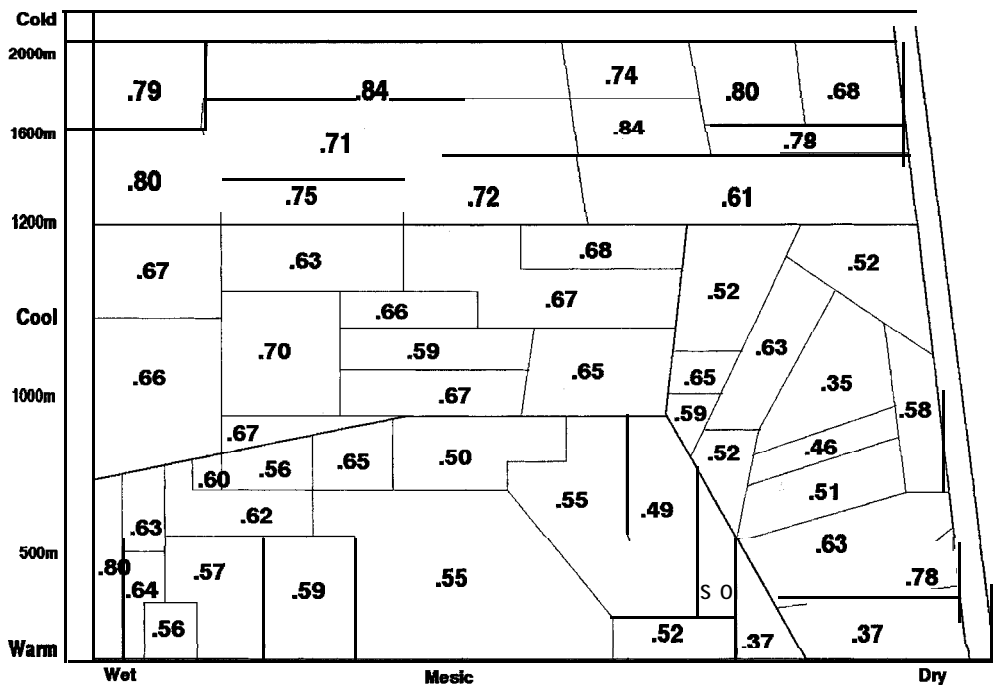 Cold
2000m
.79 .84 .74 .80 .68
1600m
.71 .84 .78
.80 .75 .72 .61
1200m
.67 .63 .68 .52 .52
Cool
.66 .67
.70 .59 .65 .63
.66 .67 .65 .35
1000m
.59 .58
.67 .52 .46
.60 .56 .65 .50 .55 .49 .51
.63 .62 .63
500m
.80 .57 .55 .78
.64 .59 S O
.56 .52 .37 .37
Warm
Wet Mesic Dry